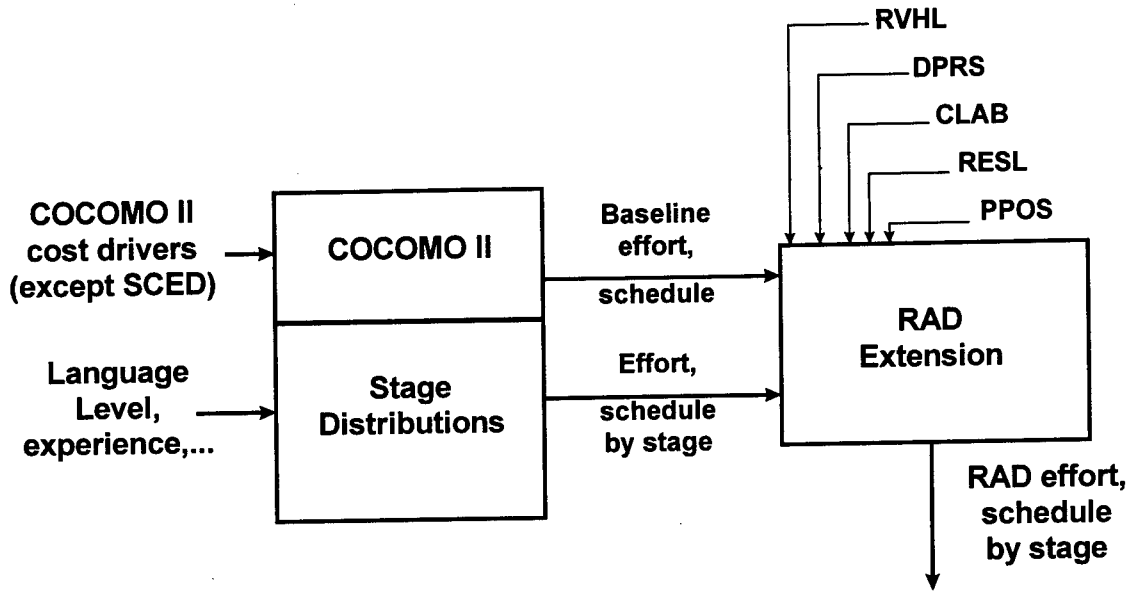 RVHL
DPRS
CLAB
RESL
PPOS
COCOMO II
cost drivers
(except SCED)
COCOMO II
Baseline
effort,
schedule
RAD
Extension
Language
Level,
experience,...
Stage
Distributions
Effort,
schedule
by stage
RAD effort,
schedule
by stage